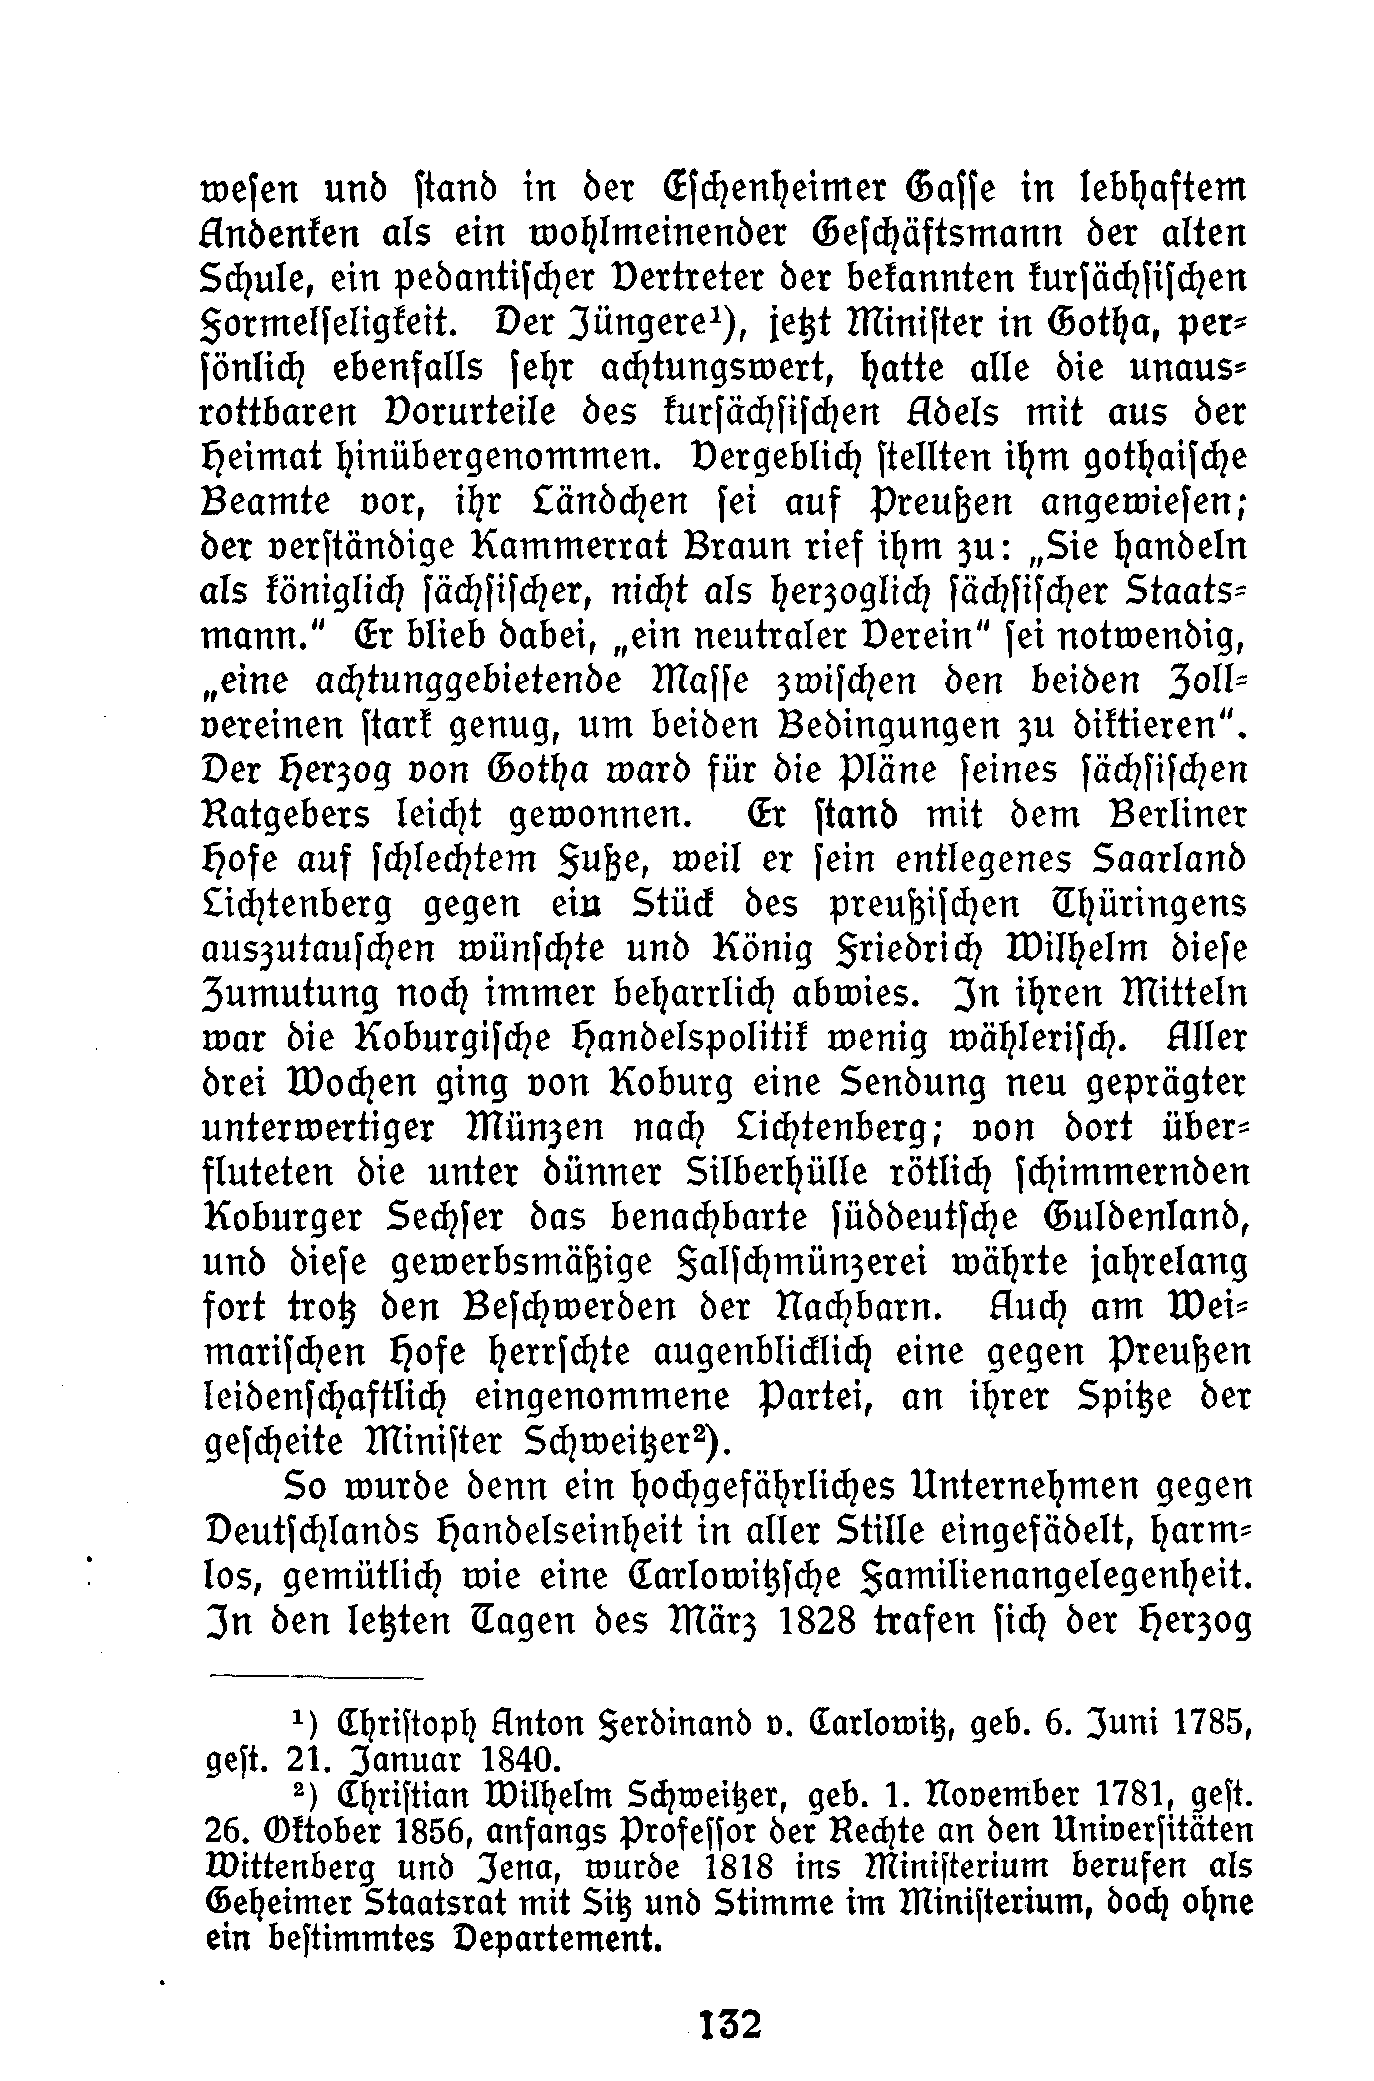 weſen und ſtand in der Eſchenheimer Gaſſe in lebhaftem
Andenken als ein wohlmeinender Geſchäftsmann der alten
Schule, ein pedantiſcher Vertreter der bekannten kurſächſiſchen
Formelſeligkeit. Der Jüngere¹), jetzt Miniſter in Gotha, per⸗
ſönlich ebenfalls ſehr achtungswert, hatte alle die unaus⸗
rottbaren Vorurteile des kurſächſiſchen Adels mit aus der
Heimat hinübergenommen. Vergeblich ſtellten ihm gothaiſche
Beamte vor, ihr Ländchen ſei auf Preußen angewieſen;
der verſtändige Kammerrat Braun rief ihm zu: „Sie handeln
als königlich ſächſiſcher, nicht als herzoglich ſächſiſcher Staats⸗
mann.“ Er blieb dabei, „ein neutraler Verein“ ſei notwendig,
„eine achtunggebietende Maſſe zwiſchen den beiden Zoll⸗
vereinen ſtark genug, um beiden Bedingungen zu diktieren“.
Der Herzog von Gotha ward für die Pläne ſeines ſächſiſchen
Ratgebers leicht gewonnen. Er ſtand mit dem Berliner
Hofe auf ſchlechtem Fuße, weil er ſein entlegenes Saarland
Lichtenberg gegen ein Stück des preußiſchen Thüringens
auszutauſchen wünſchte und König Friedrich Wilhelm dieſe
Zumutung noch immer beharrlich abwies. In ihren Mitteln
war die Koburgiſche Handelspolitik wenig wähleriſch. Aller
drei Wochen ging von Koburg eine Sendung neu geprägter
unterwertiger Münzen nach Lichtenberg; von dort über⸗
fluteten die unter dünner Silberhülle rötlich ſchimmernden
Koburger Sechſer das benachbarte ſüddeutſche Guldenland,
und dieſe gewerbsmäßige Falſchmünzerei währte jahrelang
fort trotz den Beſchwerden der Nachbarn. Auch am Wei⸗
mariſchen Hofe herrſchte augenblicklich eine gegen Preußen
leidenſchaftlich eingenommene Partei, an ihrer Spitze der
geſcheite Miniſter Schweitzer²).
So wurde denn ein hochgefährliches Unternehmen gegen
Deutſchlands Handelseinheit in aller Stille eingefädelt, harm⸗
los, gemütlich wie eine Carlowitzſche Familienangelegenheit.
In den letzten Tagen des März 1828 trafen ſich der Herzog
¹) Chriſtoph Anton Ferdinand v. Carlowitz, geb. 6. Juni 1785,
geſt. 21. Januar 1840.
²) Chriſtian Wilhelm Schweitzer, geb. 1. November 1781, geſt.
26. Oktober 1856, anfangs Profeſſor der Rechte an den Univerſitäten
Wittenberg und Jena, wurde 1818 ins Miniſterium berufen als
Geheimer Staatsrat mit Sitz und Stimme im Miniſterium, doch ohne
ein beſtimmtes Departement.
132